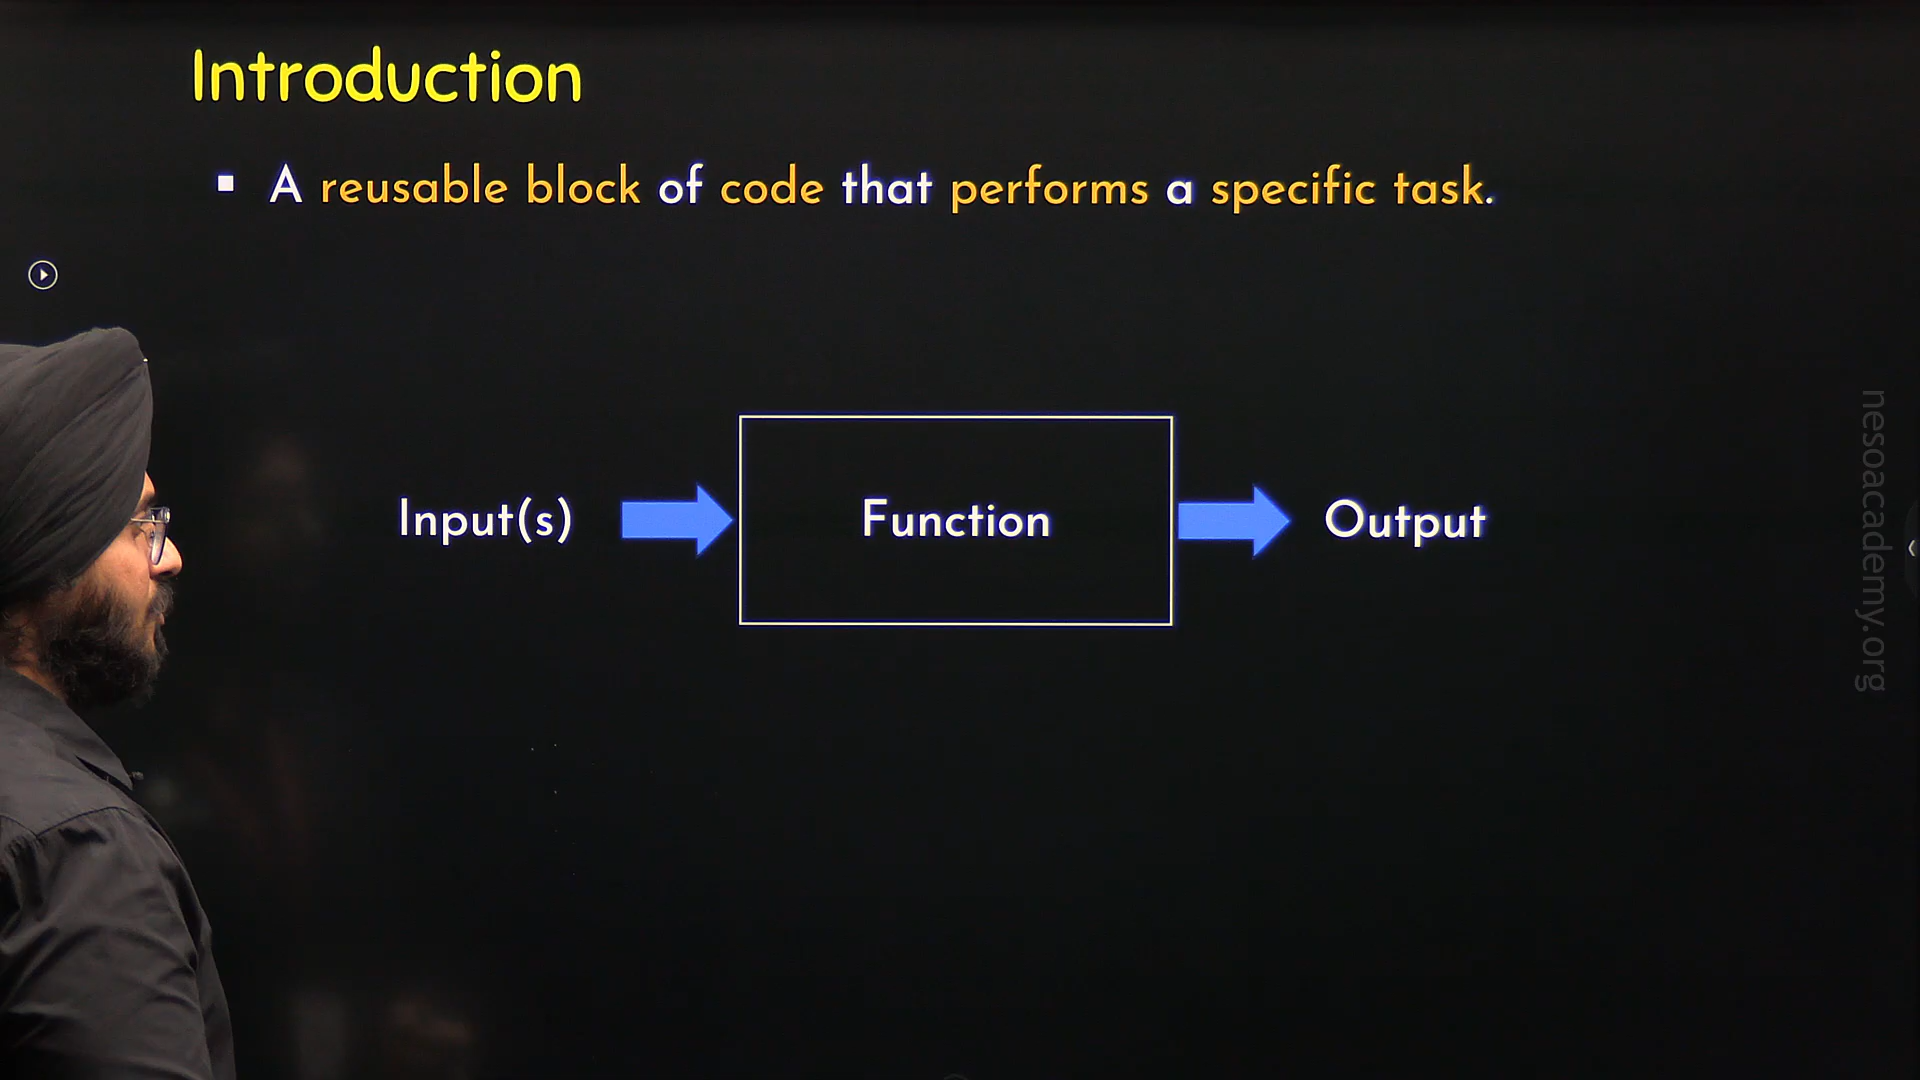 Introduction
▪ A reusable block of code that performs a specific task.
Input(s)
Function
Output
nesoacademy.org